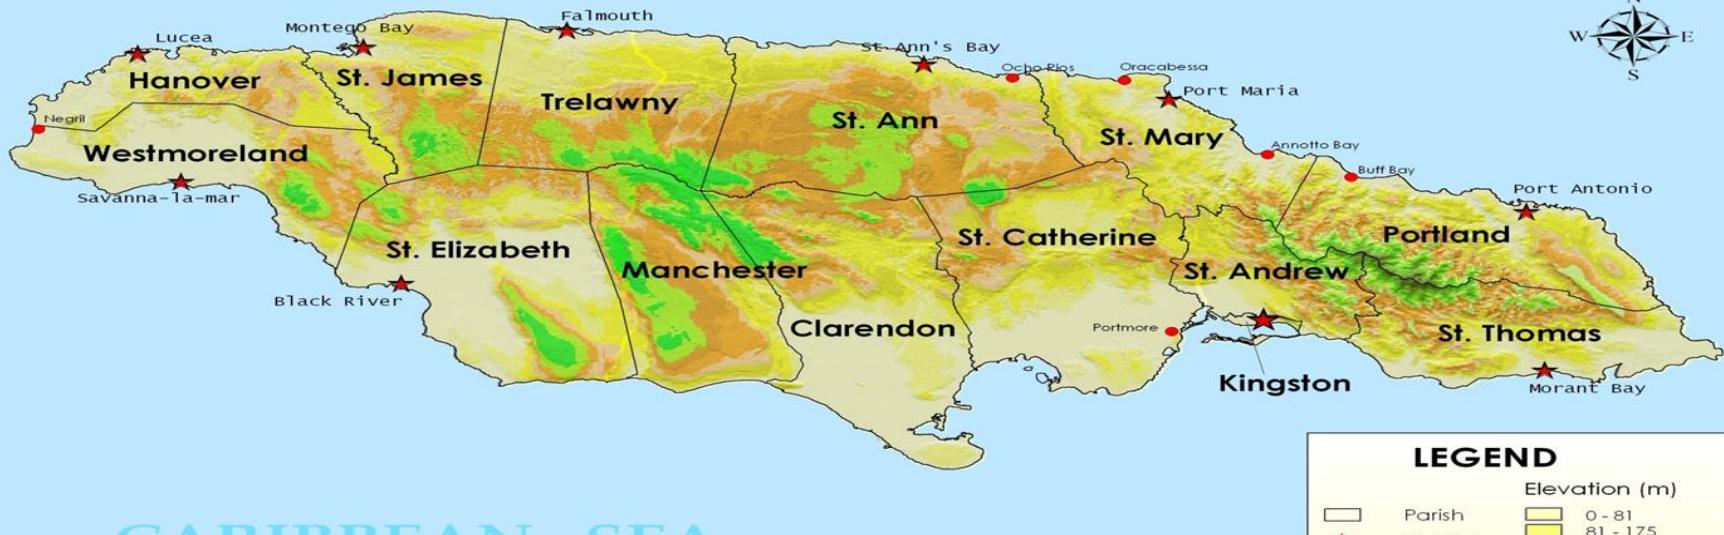 N
W
E
S
Falmouth
Montego Bay
Lucea
St. Ann's Bay
Ocho Rios
Oracabessa
Hanover
St. James
Trelawny
St. Ann
Port Maria
St. Mary
Negril
Westmoreland
Annotto Bay
Buff Bay
Savanna-la-mar
Port Antonio
St. Elizabeth
St. Catherine
Portland
Manchester
St. Andrew
Black River
Clarendon
Portmore
St. Thomas
Kingston
Morant Bay
LEGEND
Elevation (m)
Parish
0 - 81
81 - 175
CARIBBEAN SEA